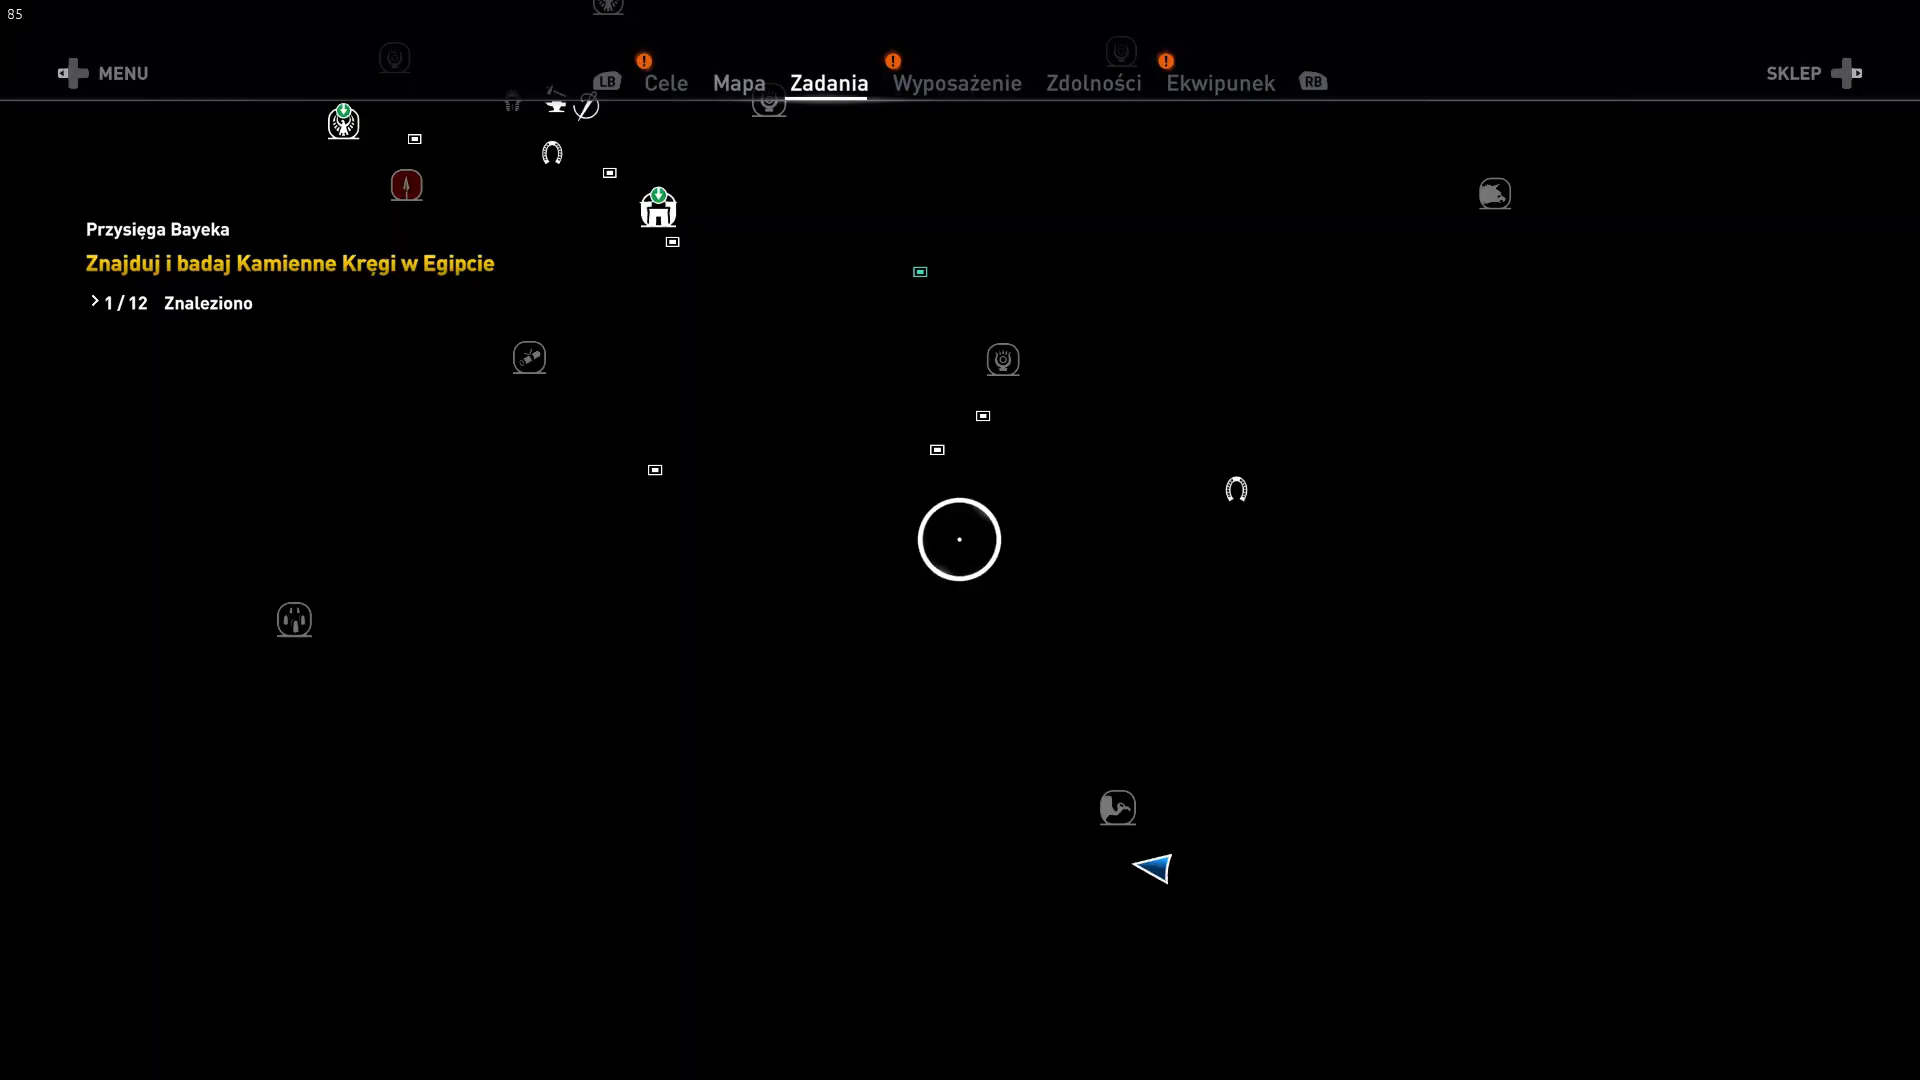 85
MENU
LB
Cele
Mapa
Zadania
Wyposażenie
Zdolności
Ekwipunek
RB
SKLEP
Przysięga Bayeka
Znajduj i badaj Kamienne Kręgi w Egipcie
1 / 12 Znaleziono